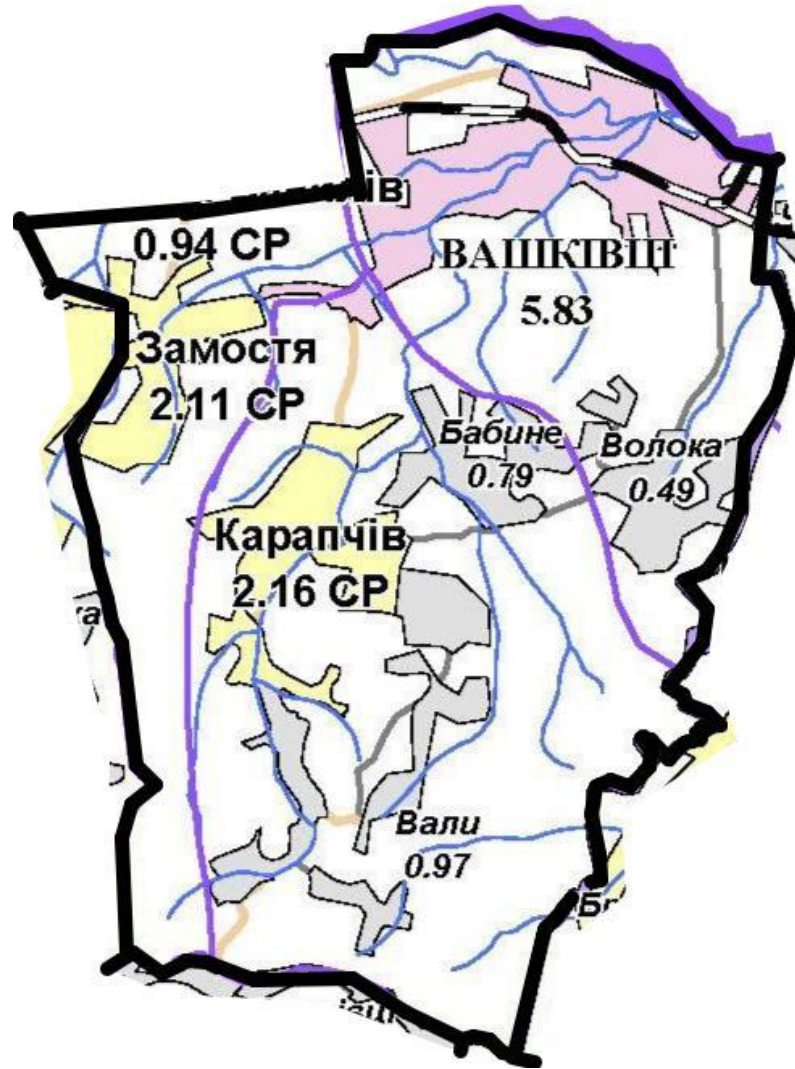 0.94 СР
ВАШКІВЦІ
5.83
Замостя
2.11 СР
Бабине
0.79
Волока
0.49
Карапчів
2.16 СР
Вали
0.97